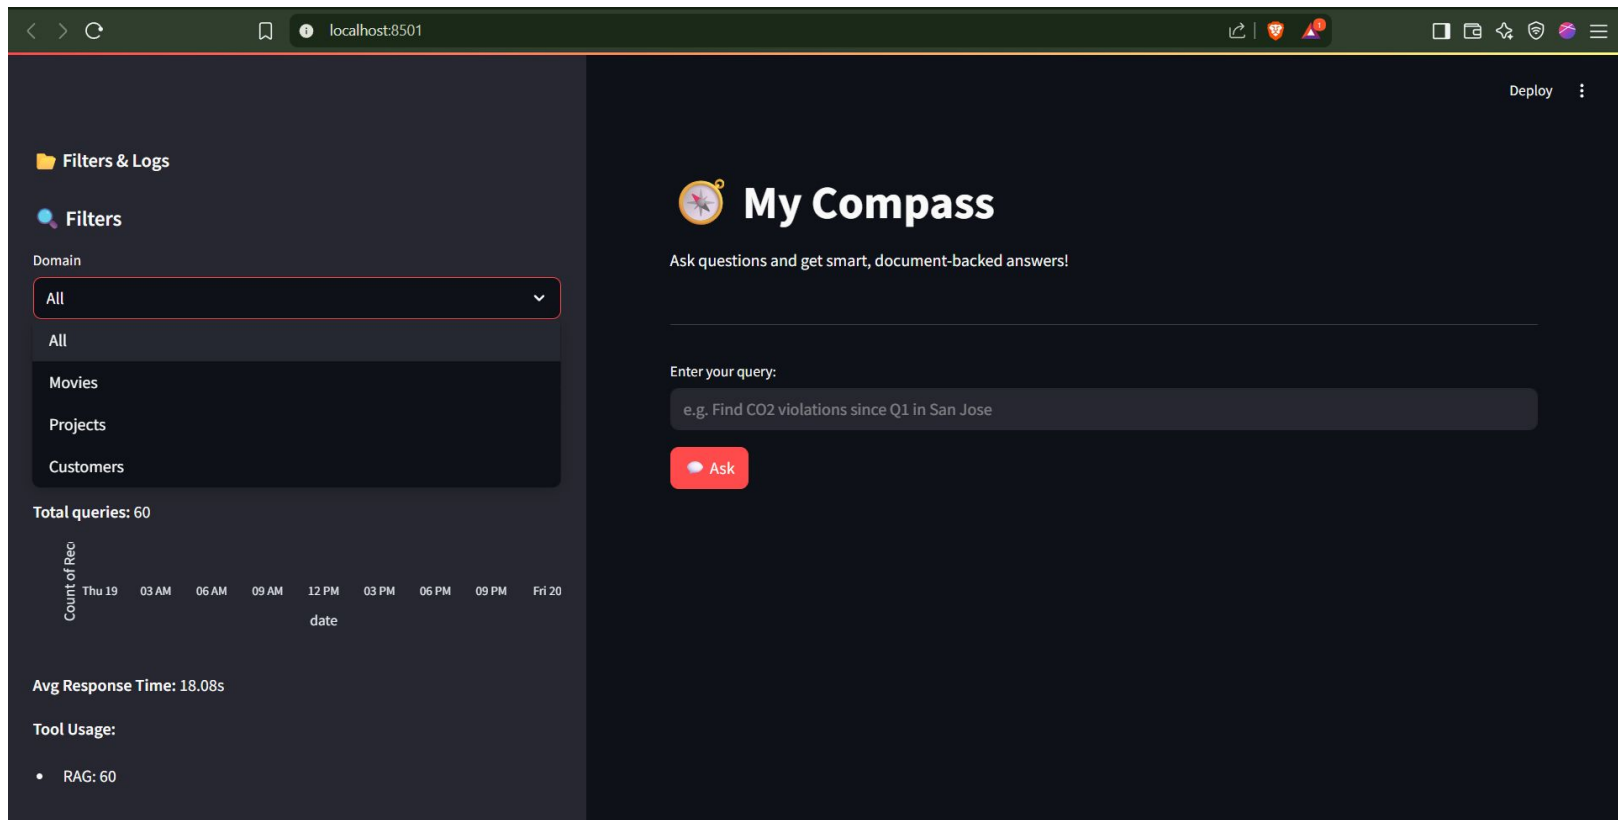 localhost:8501
1
Deploy
Filters & Logs
Filters
Domain
All
All
Movies
Projects
Customers
Total queries: 60
Count of Rec
Thu 19 03 AM 06 AM 09 AM 12 PM 03 PM 06 PM 09 PM Fri 20
date
Avg Response Time: 18.08s
Tool Usage:
• RAG: 60
My Compass
Ask questions and get smart, document-backed answers!
Enter your query:
e.g. Find CO2 violations since Q1 in San Jose
Ask